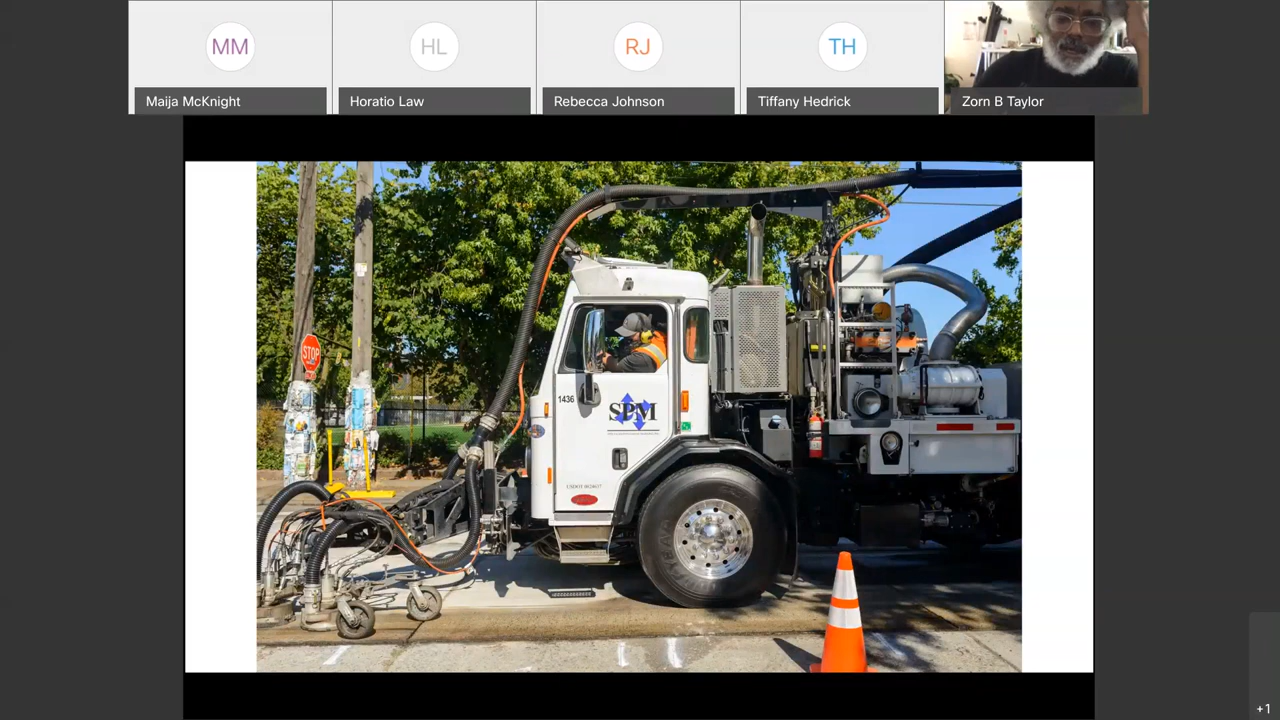 MM
HL
RJ
TH
Maija McKnight
Horatio Law
Rebecca Johnson
Tiffany Hedrick
Zorn B Taylor
STOP
1436
SPM
+1